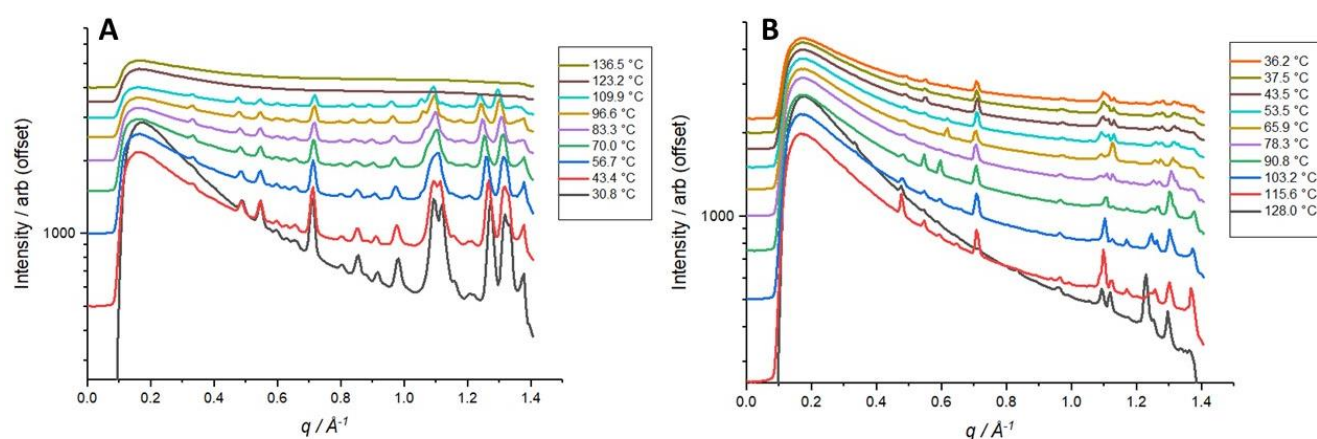 A
Intensity / arb (offset)
1000
0.0 0.2 0.4 0.6 0.8 1.0 1.2 1.4
q / Å-1
136.5 °C
123.2 °C
109.9 °C
96.6 °C
83.3 °C
70.0 °C
56.7 °C
43.4 °C
30.8 °C
B
Intensity / arb (offset)
1000
0.0 0.2 0.4 0.6 0.8 1.0 1.2 1.4
q / Å-1
36.2 °C
37.5 °C
43.5 °C
53.5 °C
65.9 °C
78.3 °C
90.8 °C
103.2 °C
115.6 °C
128.0 °C